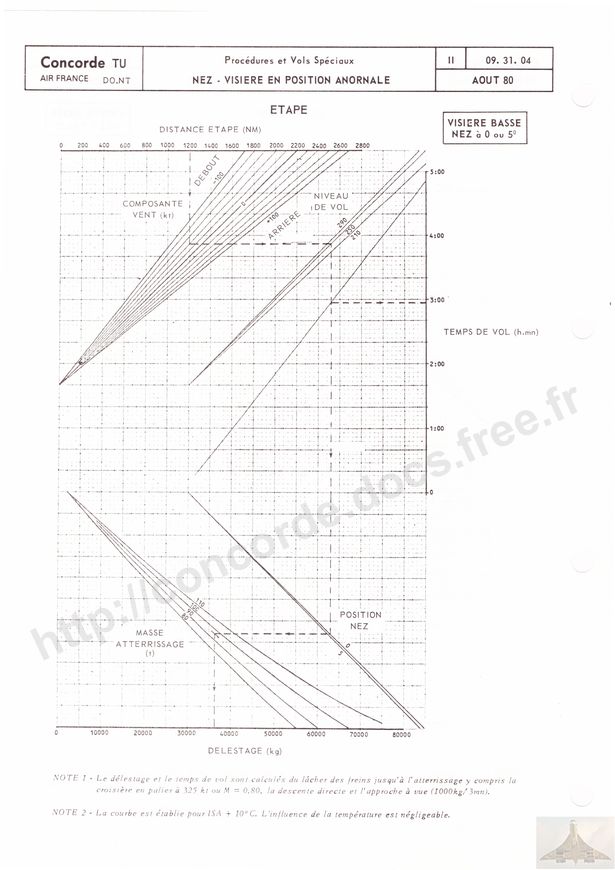 Concorde TU
AIR FRANCE DO.NT
Procédures et Vols Spéciaux
NEZ - VISIERE EN POSITION ANORNALE
II
09. 31. 04
AOUT 80
ETAPE
VISIERE BASSE
NEZ à 0 ou 5°
DISTANCE ETAPE (NM)
0 200 400 600 800 1000 1200 1400 1600 1800 2000 2200 2400 2600 2800
DEBOUT
-100
COMPOSANTE
VENT (kt)
0
+100
ARRIERE
NIVEAU
DE VOL
290
250
210
5:00
4:00
3:00
TEMPS DE VOL (h.mn)
2:00
1:00
0
MASSE
ATTERRISSAGE
(t)
POSITION
NEZ
0
5
0 10000 20000 30000 40000 50000 60000 70000 80000
DELESTAGE (kg)
NOTE 1 - Le délestage et le temps de vol sont calculés du lâcher des freins jusqu'à l'atterrissage y compris la
croisière en palier à 325 kt ou M = 0,80, la descente directe et l'approche à vue (1000kg/3mn).
NOTE 2 - La courbe est établie pour ISA + 10°C. L'influence de la température est négligeable.
http://concorde.docs.free.fr